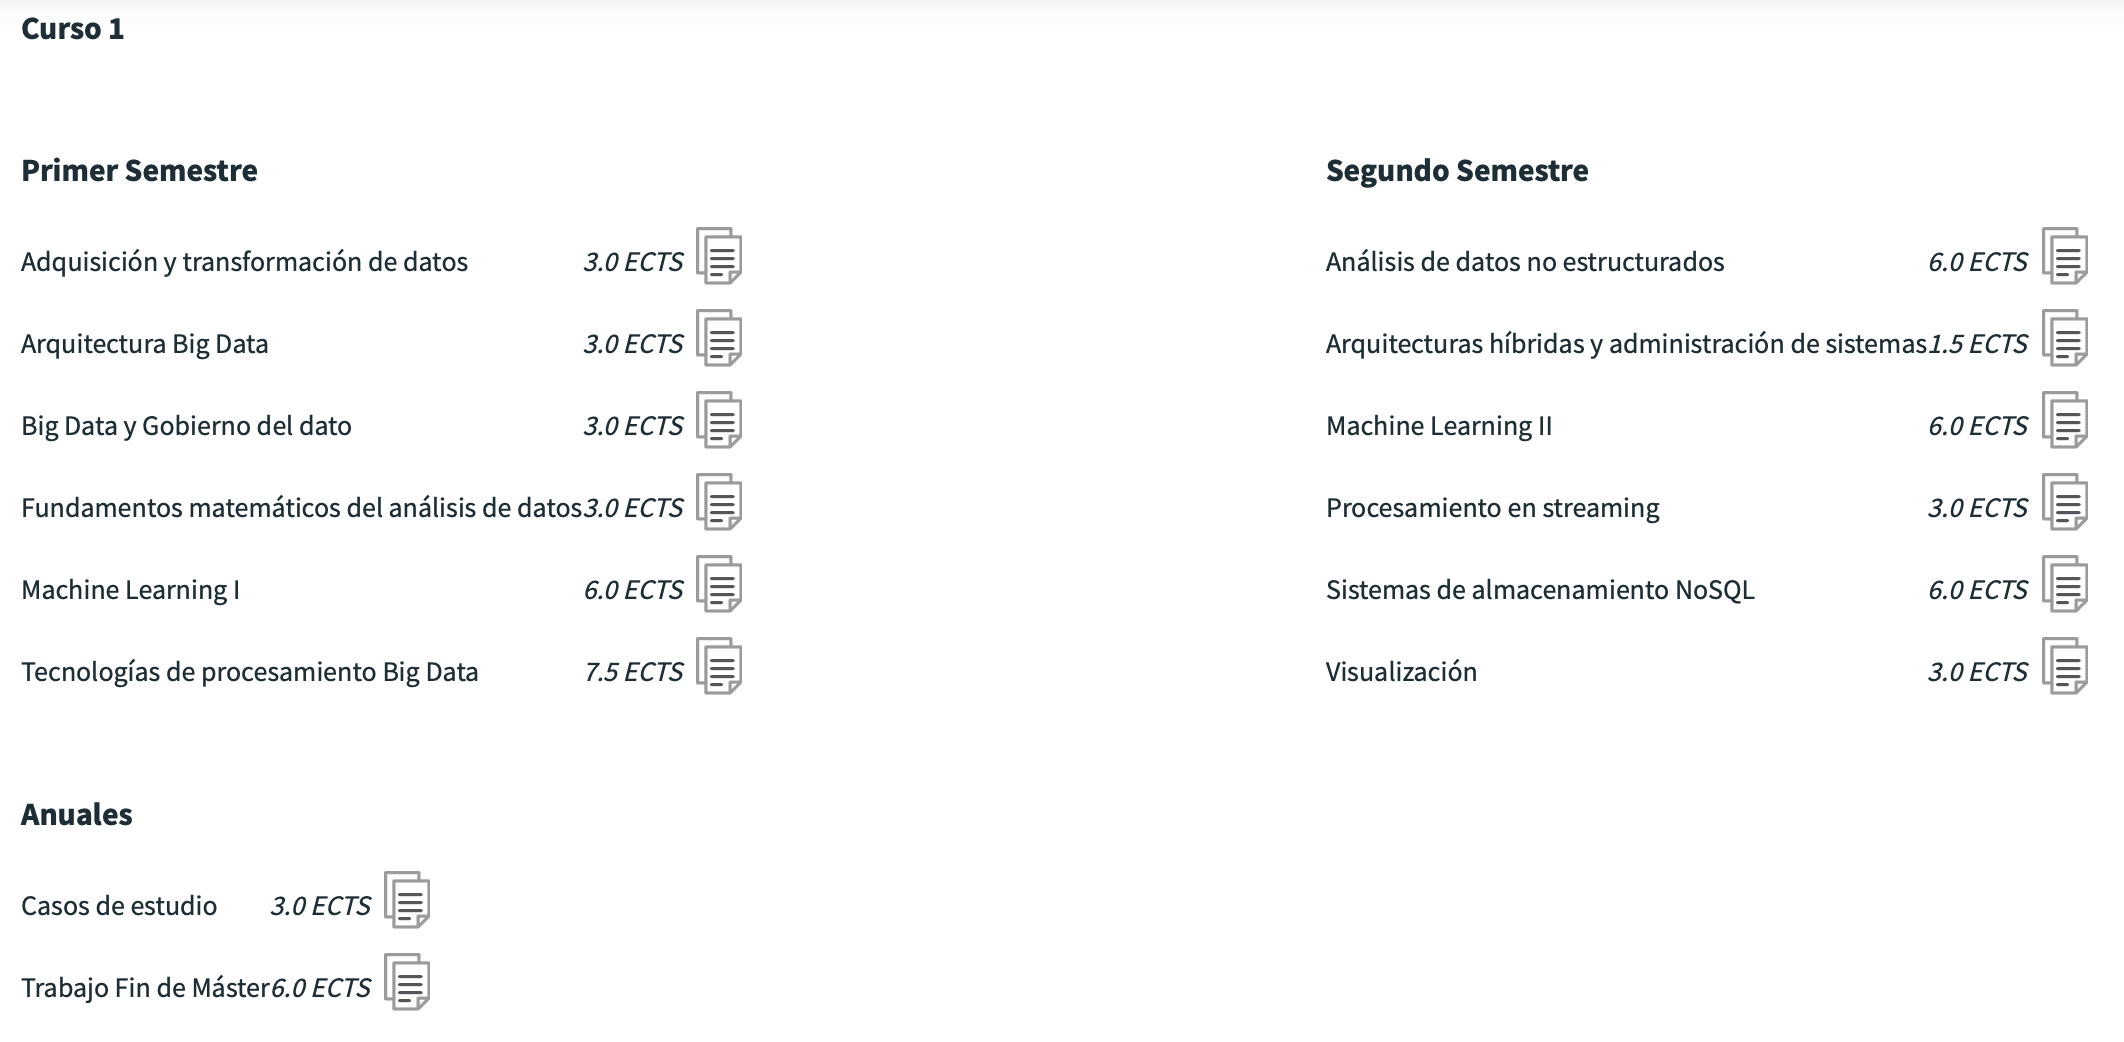 Curso 1
Primer Semestre
Adquisición y transformación de datos 3.0 ECTS
Arquitectura Big Data 3.0 ECTS
Big Data y Gobierno del dato 3.0 ECTS
Fundamentos matemáticos del análisis de datos 3.0 ECTS
Machine Learning I 6.0 ECTS
Tecnologías de procesamiento Big Data 7.5 ECTS
Segundo Semestre
Análisis de datos no estructurados 6.0 ECTS
Arquitecturas híbridas y administración de sistemas 1.5 ECTS
Machine Learning II 6.0 ECTS
Procesamiento en streaming 3.0 ECTS
Sistemas de almacenamiento NoSQL 6.0 ECTS
Visualización 3.0 ECTS
Anuales
Casos de estudio 3.0 ECTS
Trabajo Fin de Máster 6.0 ECTS